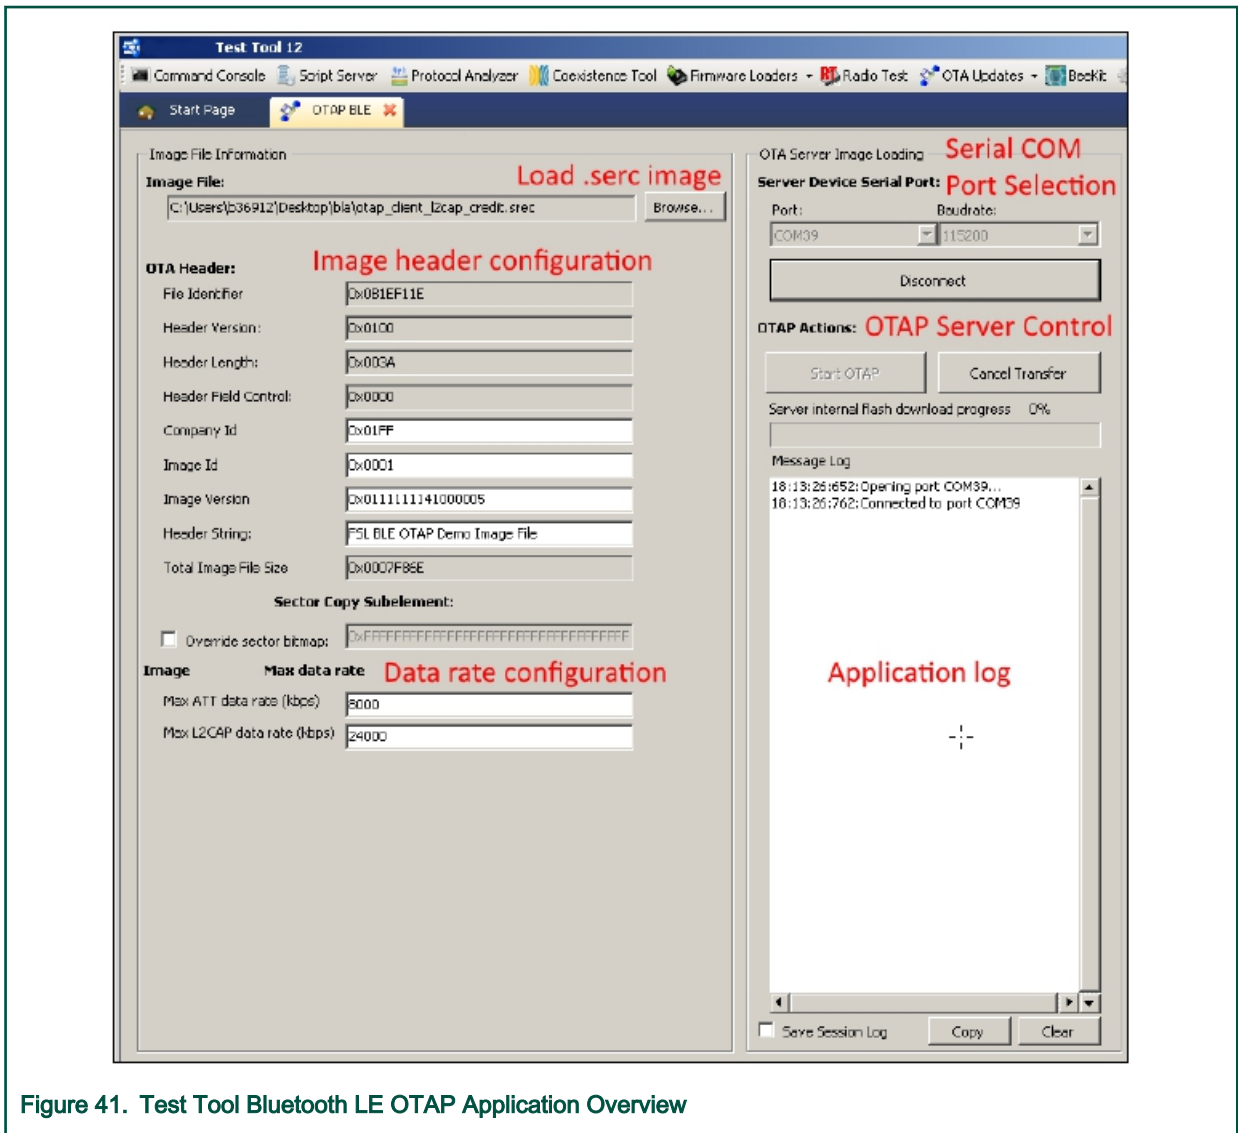 Test Tool 12
Command Console Script Server Protocol Analyzer Coexistence Tool Firmware Loaders Radio Test OTA Updates BeeKit
Start Page OTAP BLE
Image File Information
Image File:
Load .serc image
C:\Users\b36912\Desktop\bla\otap_client_l2cap_credit.srec
Browse...
OTA Header:
Image header configuration
File Identifier 0x0B1EF11E
Header Version: 0x0100
Header Length: 0x003A
Header Field Control: 0x0000
Company Id 0x01FF
Image Id 0x0001
Image Version 0x0111111141000005
Header String: FSL BLE OTAP Demo Image File
Total Image File Size 0x0007F86E
Sector Copy Subelement:
Override sector bitmap:
Image Max data rate
Data rate configuration
Max ATT data rate (kbps) 8000
Max L2CAP data rate (kbps) 24000
OTA Server Image Loading
Serial COM
Server Device Serial Port:
Port Selection
Port: Baudrate:
COM39 115200
Disconnect
OTAP Actions:
OTAP Server Control
Start OTAP Cancel Transfer
Server internal flash download progress 0%
Message Log
18:13:26:652:Opening port COM39...
18:13:26:762:Connected to port COM39
Application log
Save Session Log Copy Clear
Figure 41. Test Tool Bluetooth LE OTAP Application Overview